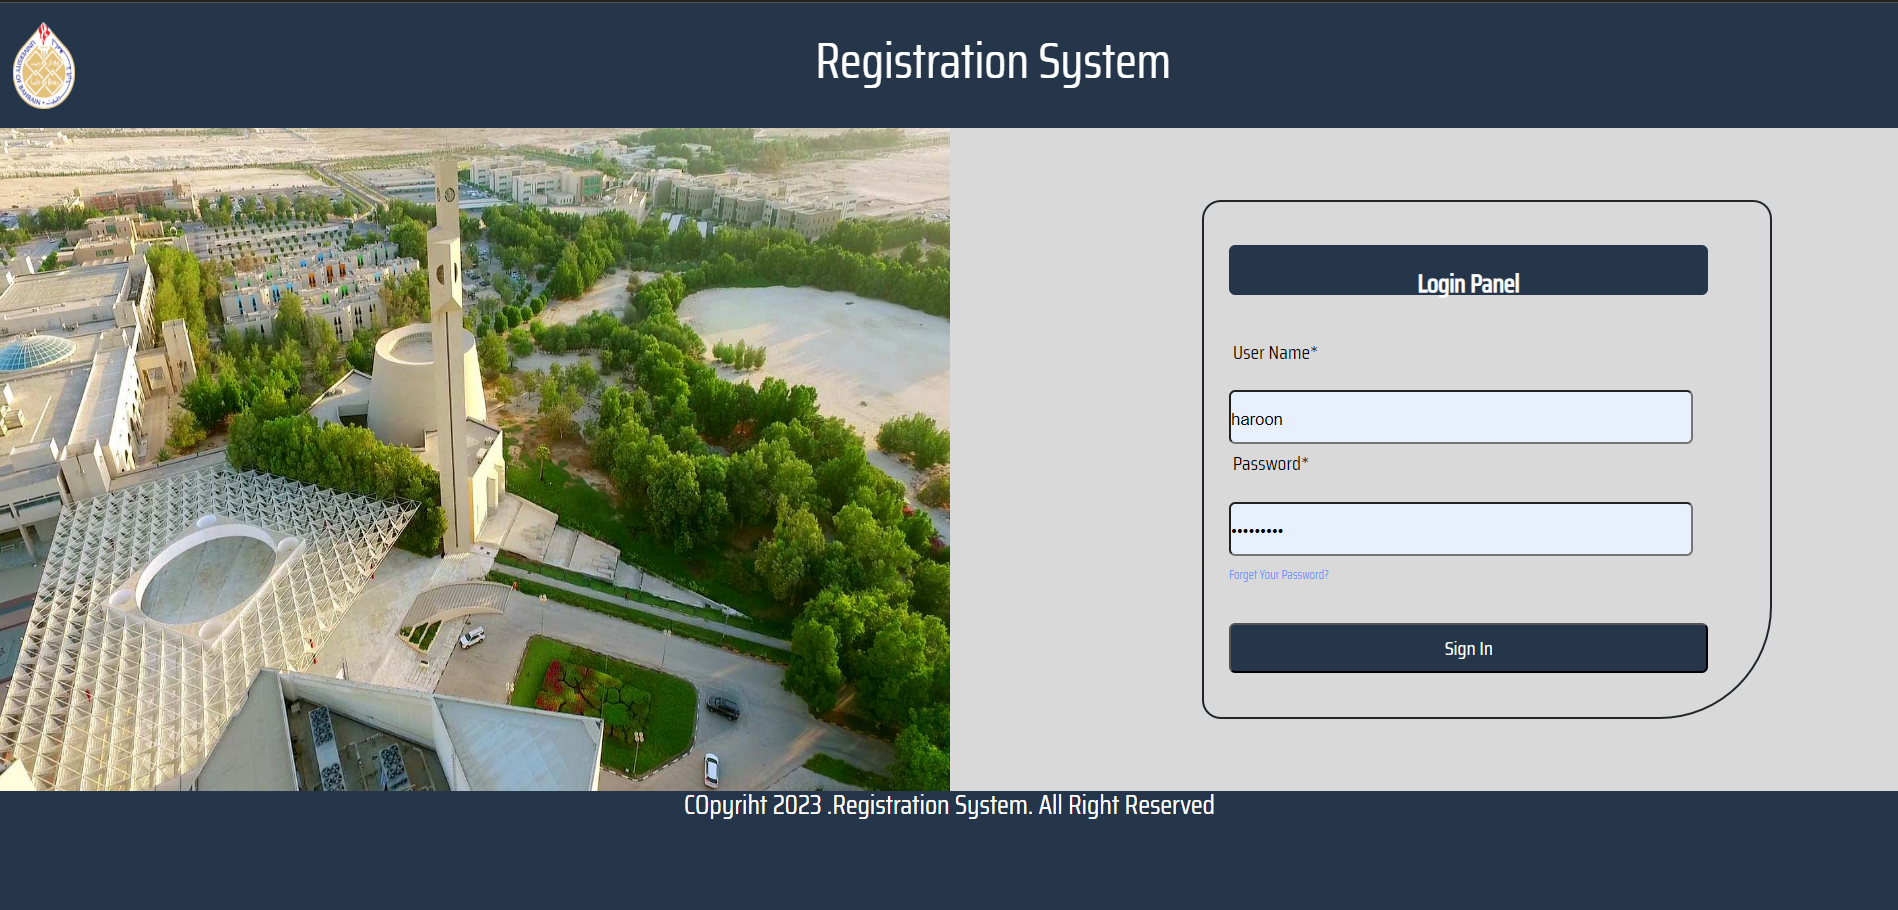 UNIVERSITY OF BAHRAIN
Registration System
Login Panel
User Name*
haroon
Password*
•••••••••
Forget Your Password?
Sign In
COpyriht 2023 .Registration System. All Right Reserved